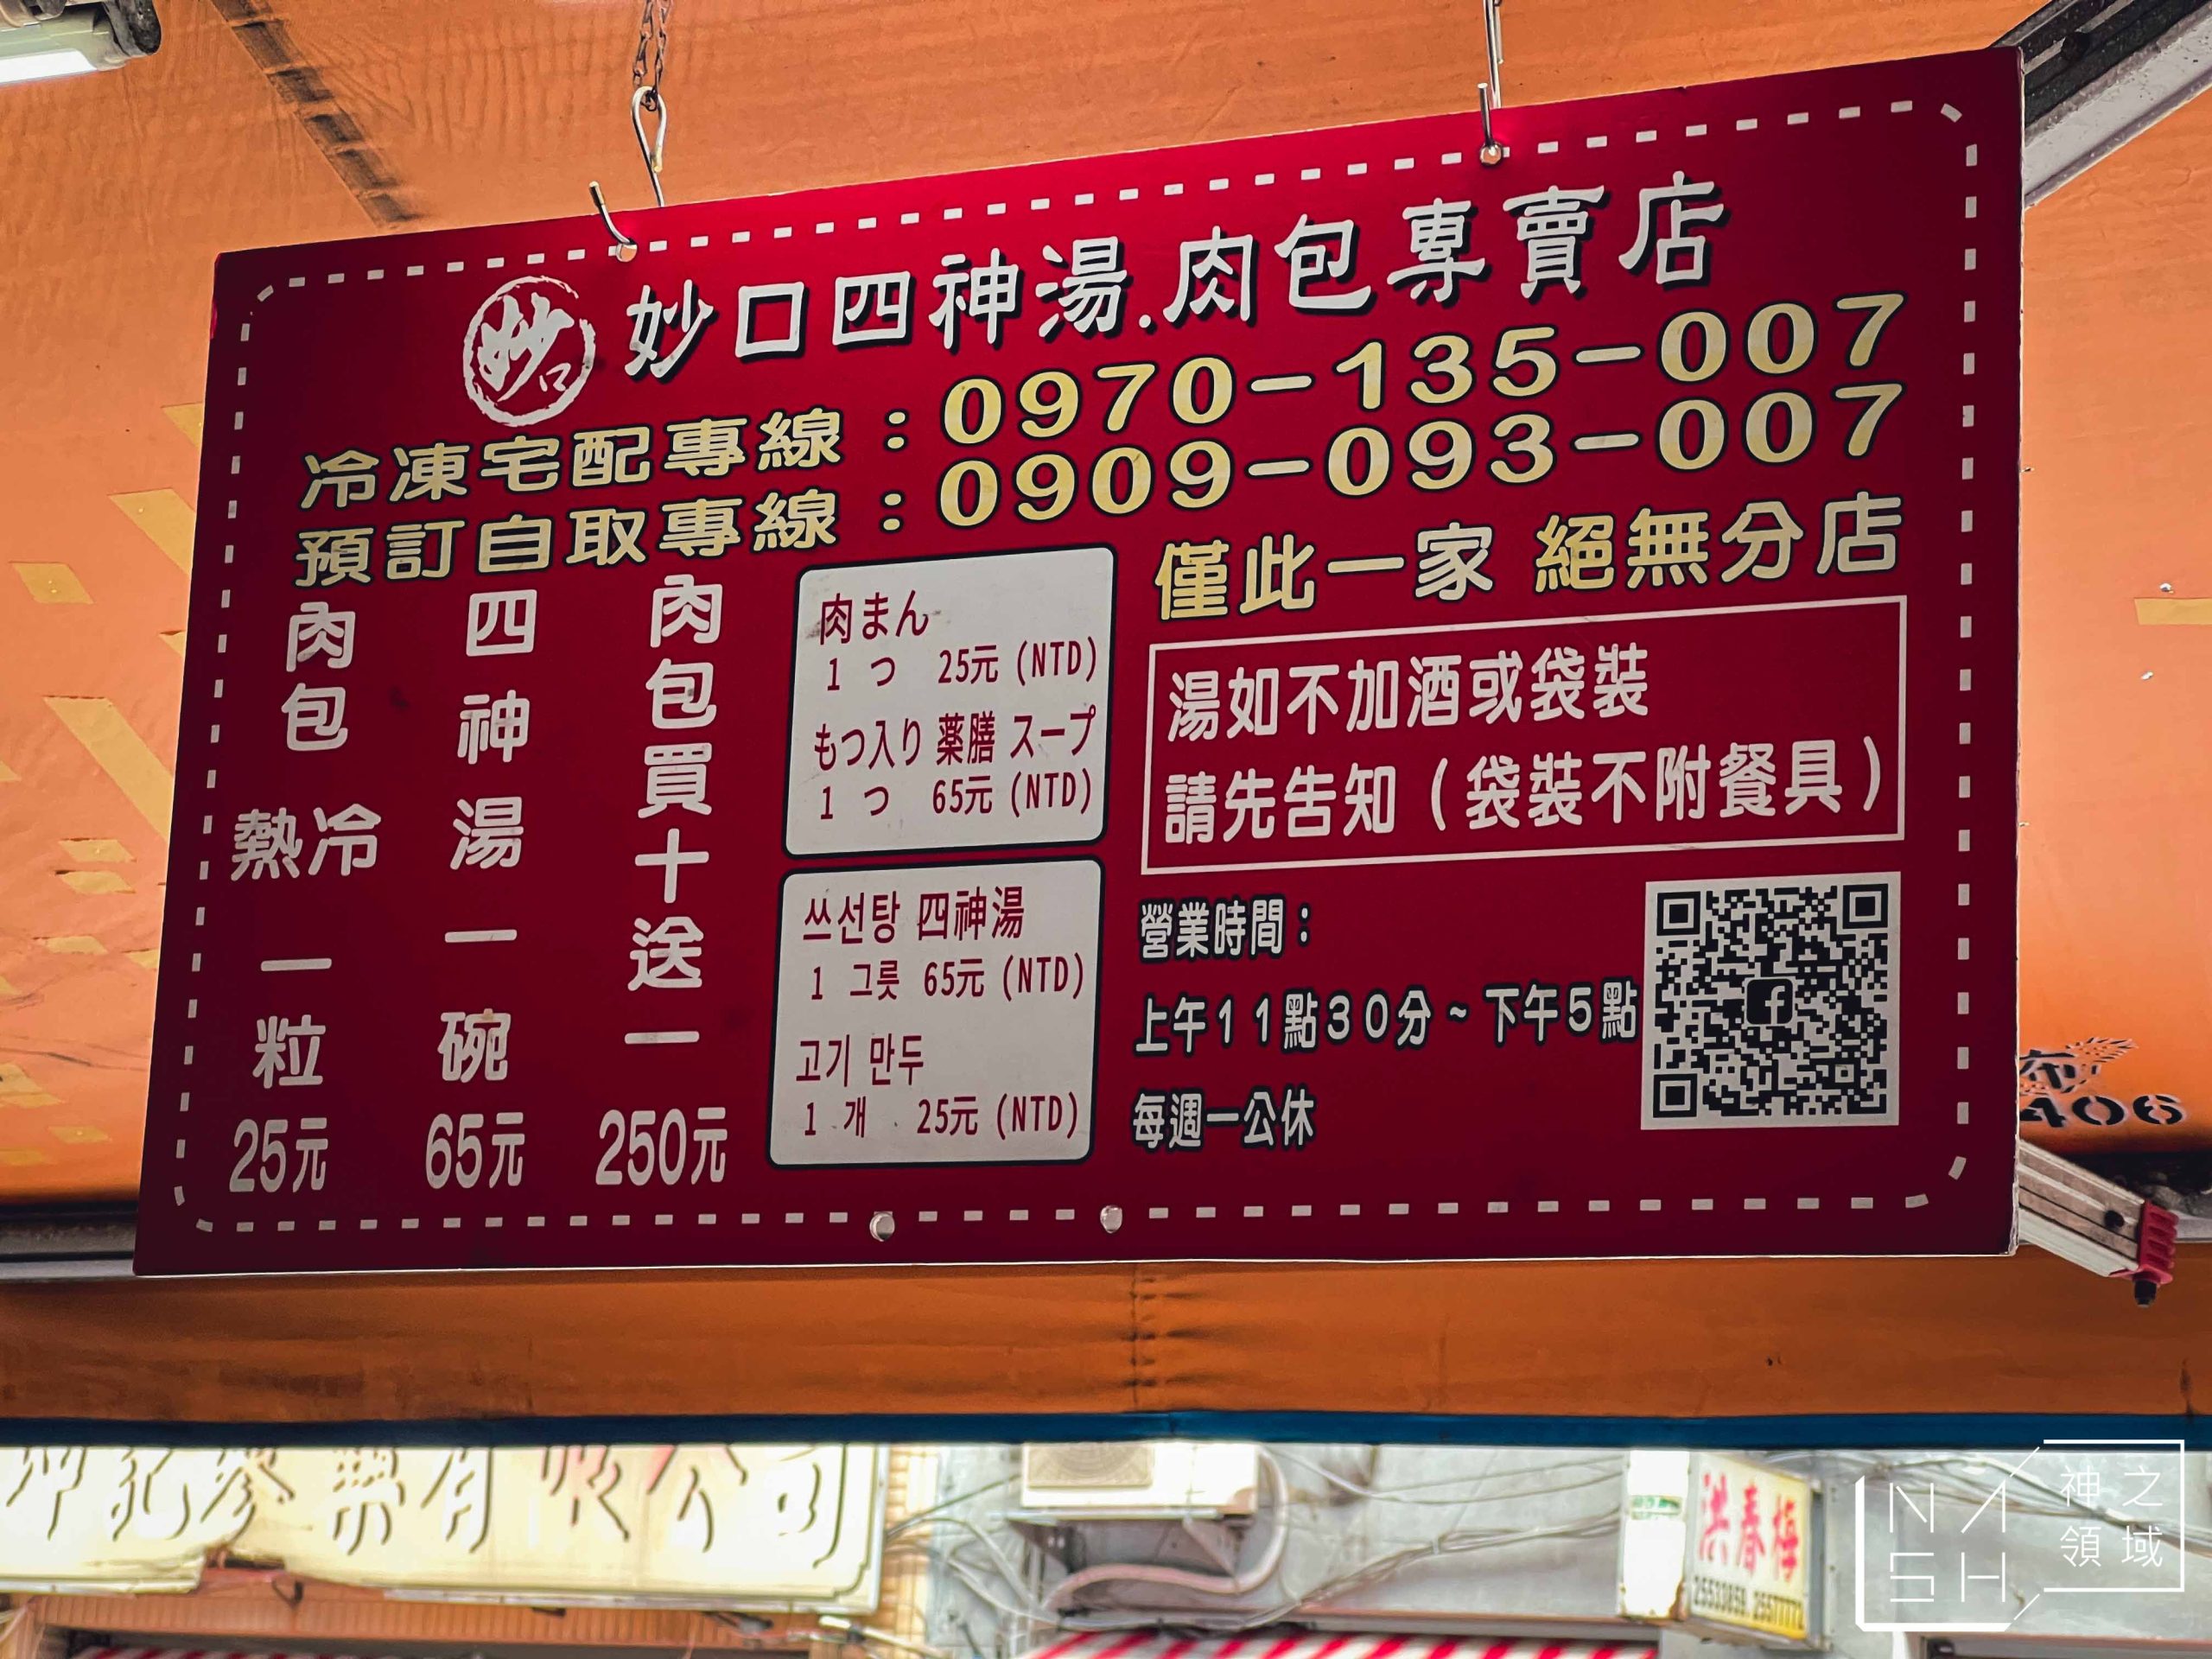 妙口
妙口四神湯.肉包專賣店
冷凍宅配專線：0970-135-007
預訂自取專線：0909-093-007
肉包 熱冷 一粒 25元
四神湯一碗 65元
肉包買十送一 250元
肉まん
1 つ 25元 (NTD)
もつ入り 薬膳 スープ
1 つ 65元 (NTD)
쓰선탕 四神湯
1 그릇 65元 (NTD)
고기 만두
1 개 25元 (NTD)
僅此一家 絕無分店
湯如不加酒或袋裝
請先告知（袋裝不附餐具）
營業時間：
上午11點30分~下午5點
每週一公休
406
有限公司
洪春梅
25533859.25577772
NASH
神之
領域